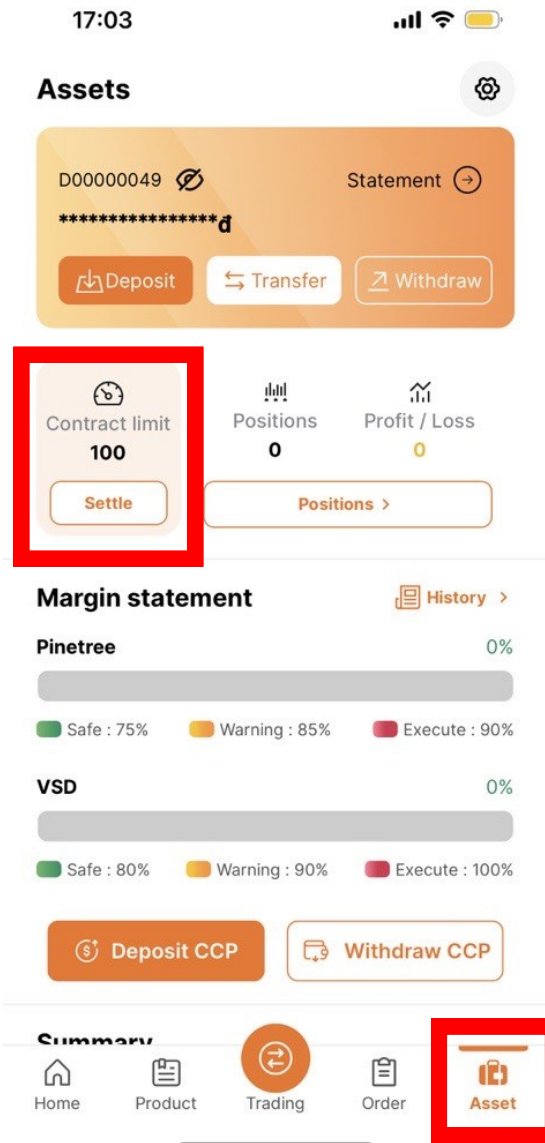 17:03
Assets
D00000049
Statement
****************đ
Deposit
Transfer
Withdraw
Contract limit
100
Settle
Positions
0
Profit / Loss
0
Positions >
Margin statement
History >
Pinetree
0%
Safe : 75%
Warning : 85%
Execute : 90%
VSD
0%
Safe : 80%
Warning : 90%
Execute : 100%
Deposit CCP
Withdraw CCP
Summary
Home
Product
Trading
Order
Asset